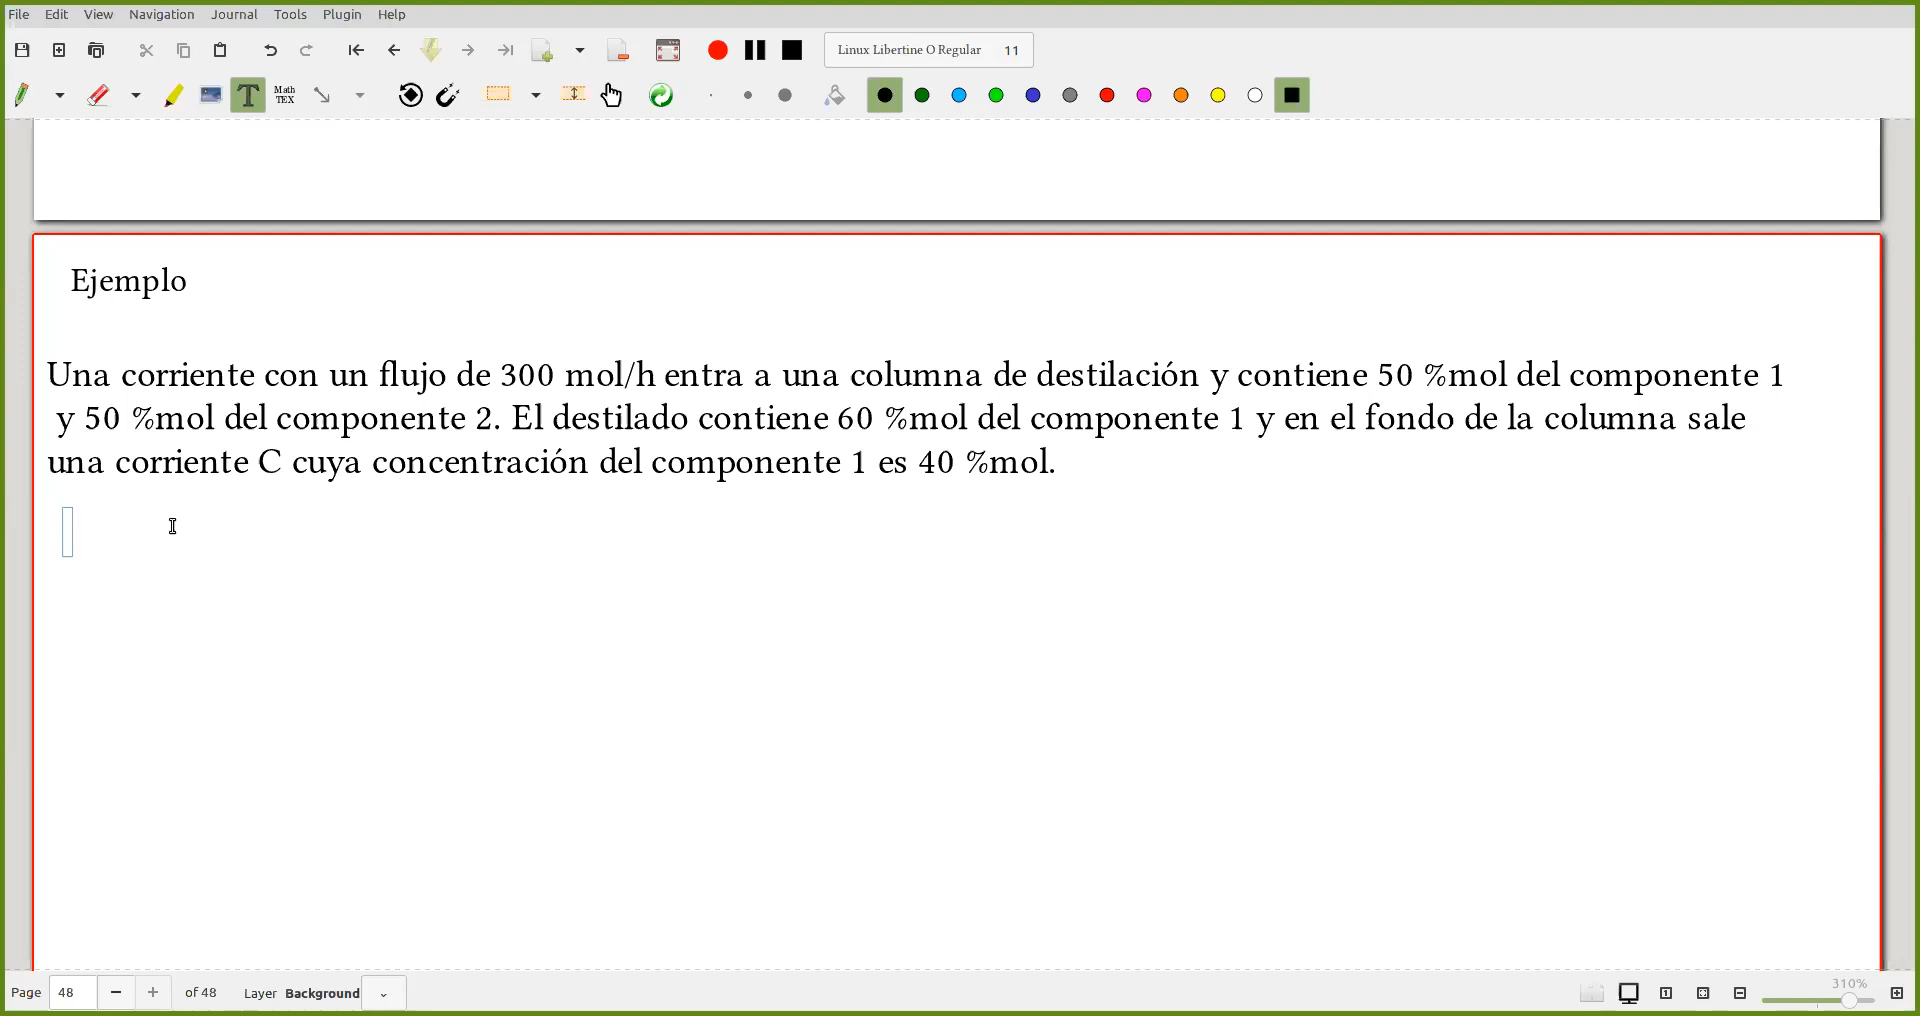 File Edit View Navigation Journal Tools Plugin Help
Linux Libertine O Regular 11
Math
TEX
Ejemplo
Una corriente con un flujo de 300 mol/h entra a una columna de destilación y contiene 50 %mol del componente 1
y 50 %mol del componente 2. El destilado contiene 60 %mol del componente 1 y en el fondo de la columna sale
una corriente C cuya concentración del componente 1 es 40 %mol.
Page 48 of 48 Layer Background 310%